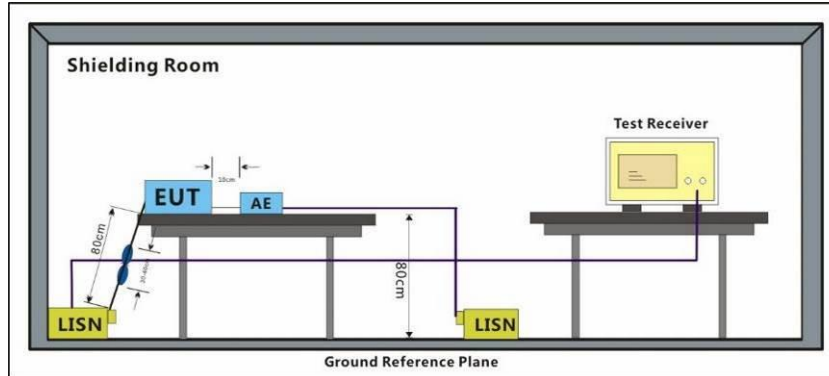 Shielding Room
Test Receiver
10cm
EUT
AE
80cm
80cm
LISN
LISN
Ground Reference Plane